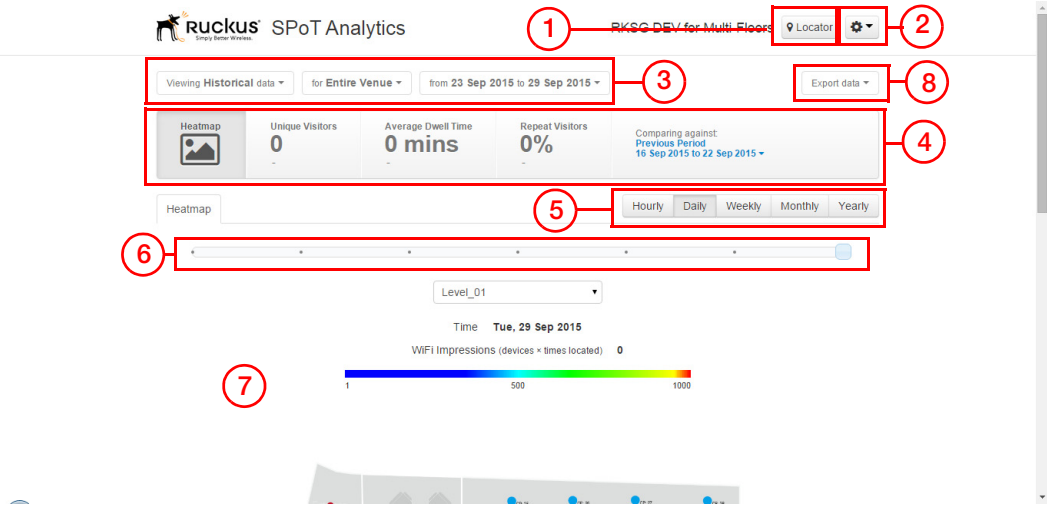 Ruckus® SPoT Analytics
Simply Better Wireless.
1
RKSG DEV for Multi-Floors
Locator
2
Viewing Historical data
for Entire Venue
from 23 Sep 2015 to 29 Sep 2015
3
Export data
8
Heatmap
Unique Visitors
0
-
Average Dwell Time
0 mins
-
Repeat Visitors
0%
-
Comparing against:
Previous Period
16 Sep 2015 to 22 Sep 2015
4
Heatmap
5
Hourly Daily Weekly Monthly Yearly
6
Level_01
Time Tue, 29 Sep 2015
WiFi Impressions (devices × times located) 0
7
1 500 1000